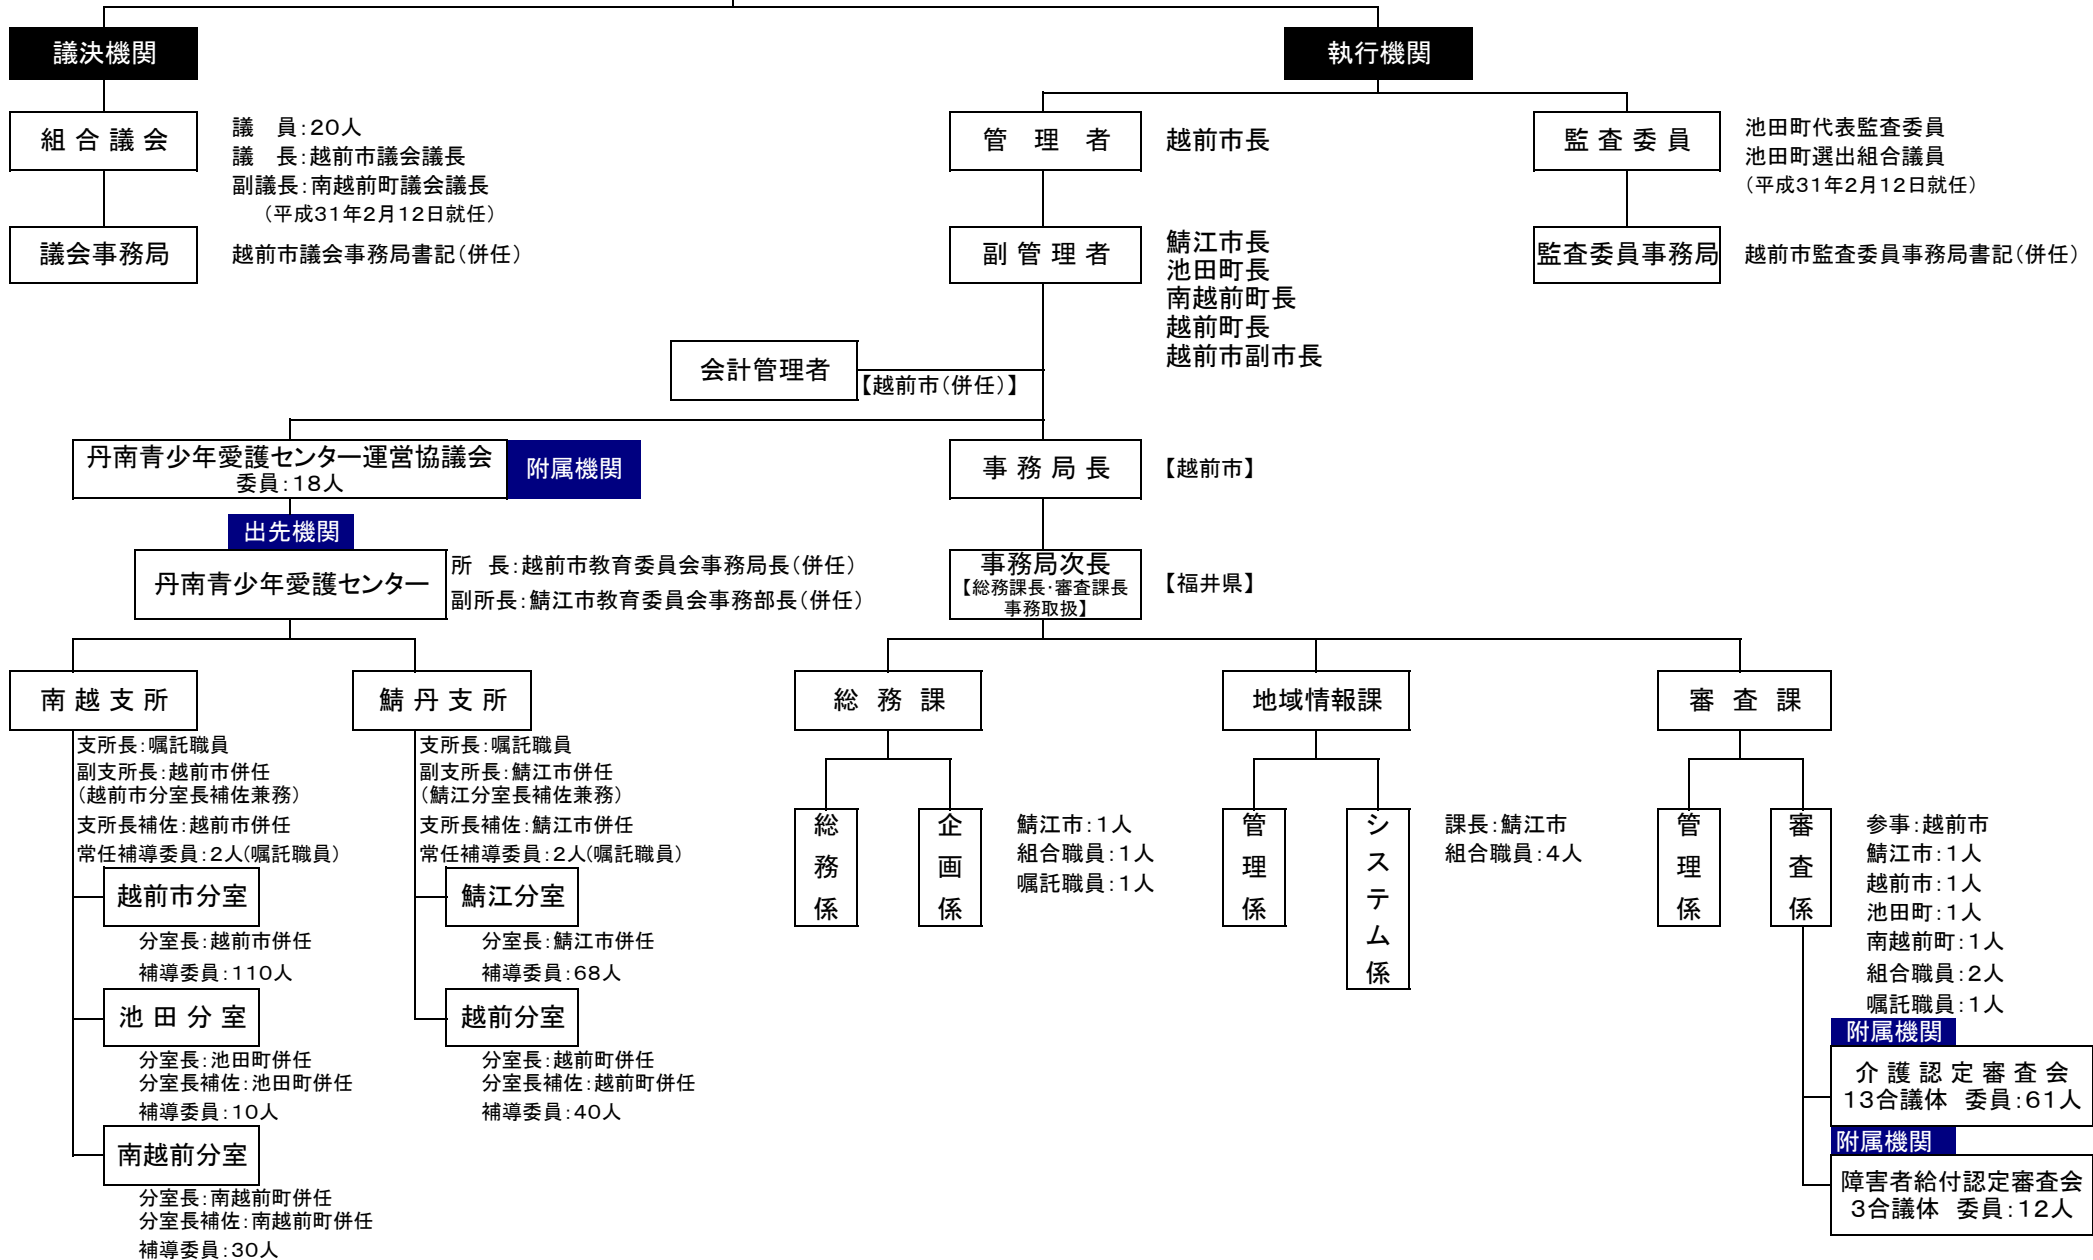 議決機関
執行機関
組合議会
議　員：20人
議　長：越前市議会議長
副議長：南越前町議会議長
（平成31年2月12日就任）
議会事務局
越前市議会事務局書記（併任）
管理者
越前市長
監査委員
池田町代表監査委員
池田町選出組合議員
（平成31年2月12日就任）
副管理者
鯖江市長
池田町長
南越前町長
越前町長
越前市副市長
監査委員事務局
越前市監査委員事務局書記（併任）
会計管理者
【越前市（併任）】
丹南青少年愛護センター運営協議会
委員：18人
附属機関
事務局長
【越前市】
出先機関
丹南青少年愛護センター
所　長：越前市教育委員会事務局長（併任）
副所長：鯖江市教育委員会事務部長（併任）
事務局次長
【総務課長・審査課長
事務取扱】
【福井県】
南越支所
支所長：嘱託職員
副支所長：越前市併任
（越前市分室長補佐兼務）
支所長補佐：越前市併任
常任補導委員：2人（嘱託職員）
越前市分室
分室長：越前市併任
補導委員：110人
池田分室
分室長：池田町併任
分室長補佐：池田町併任
補導委員：10人
南越前分室
分室長：南越前町併任
分室長補佐：南越前町併任
補導委員：30人
鯖丹支所
支所長：嘱託職員
副支所長：鯖江市併任
（鯖江分室長補佐兼務）
支所長補佐：鯖江市併任
常任補導委員：2人（嘱託職員）
鯖江分室
分室長：鯖江市併任
補導委員：68人
越前分室
分室長：越前町併任
分室長補佐：越前町併任
補導委員：40人
総務課
総務係
企画係
鯖江市：1人
組合職員：1人
嘱託職員：1人
地域情報課
管理係
システム係
課長：鯖江市
組合職員：4人
審査課
管理係
審査係
参事：越前市
鯖江市：1人
越前市：1人
池田町：1人
南越前町：1人
組合職員：2人
嘱託職員：1人
附属機関
介護認定審査会
13合議体　委員：61人
附属機関
障害者給付認定審査会
3合議体　委員：12人